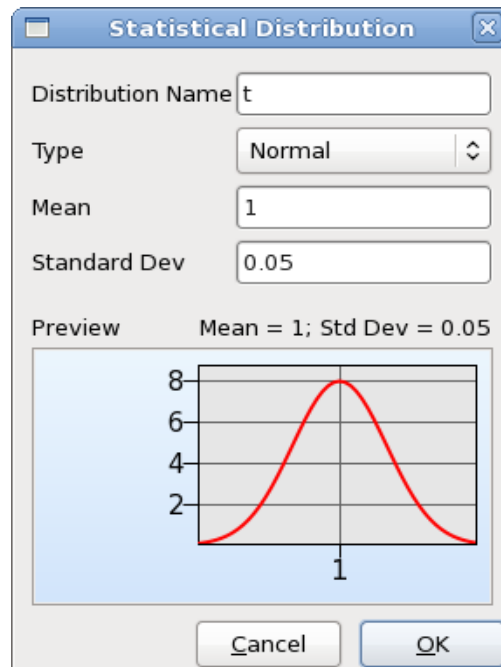 Statistical Distribution
Distribution Name t
Type Normal
Mean 1
Standard Dev 0.05
Preview Mean = 1; Std Dev = 0.05
8
6
4
2
1
Cancel OK